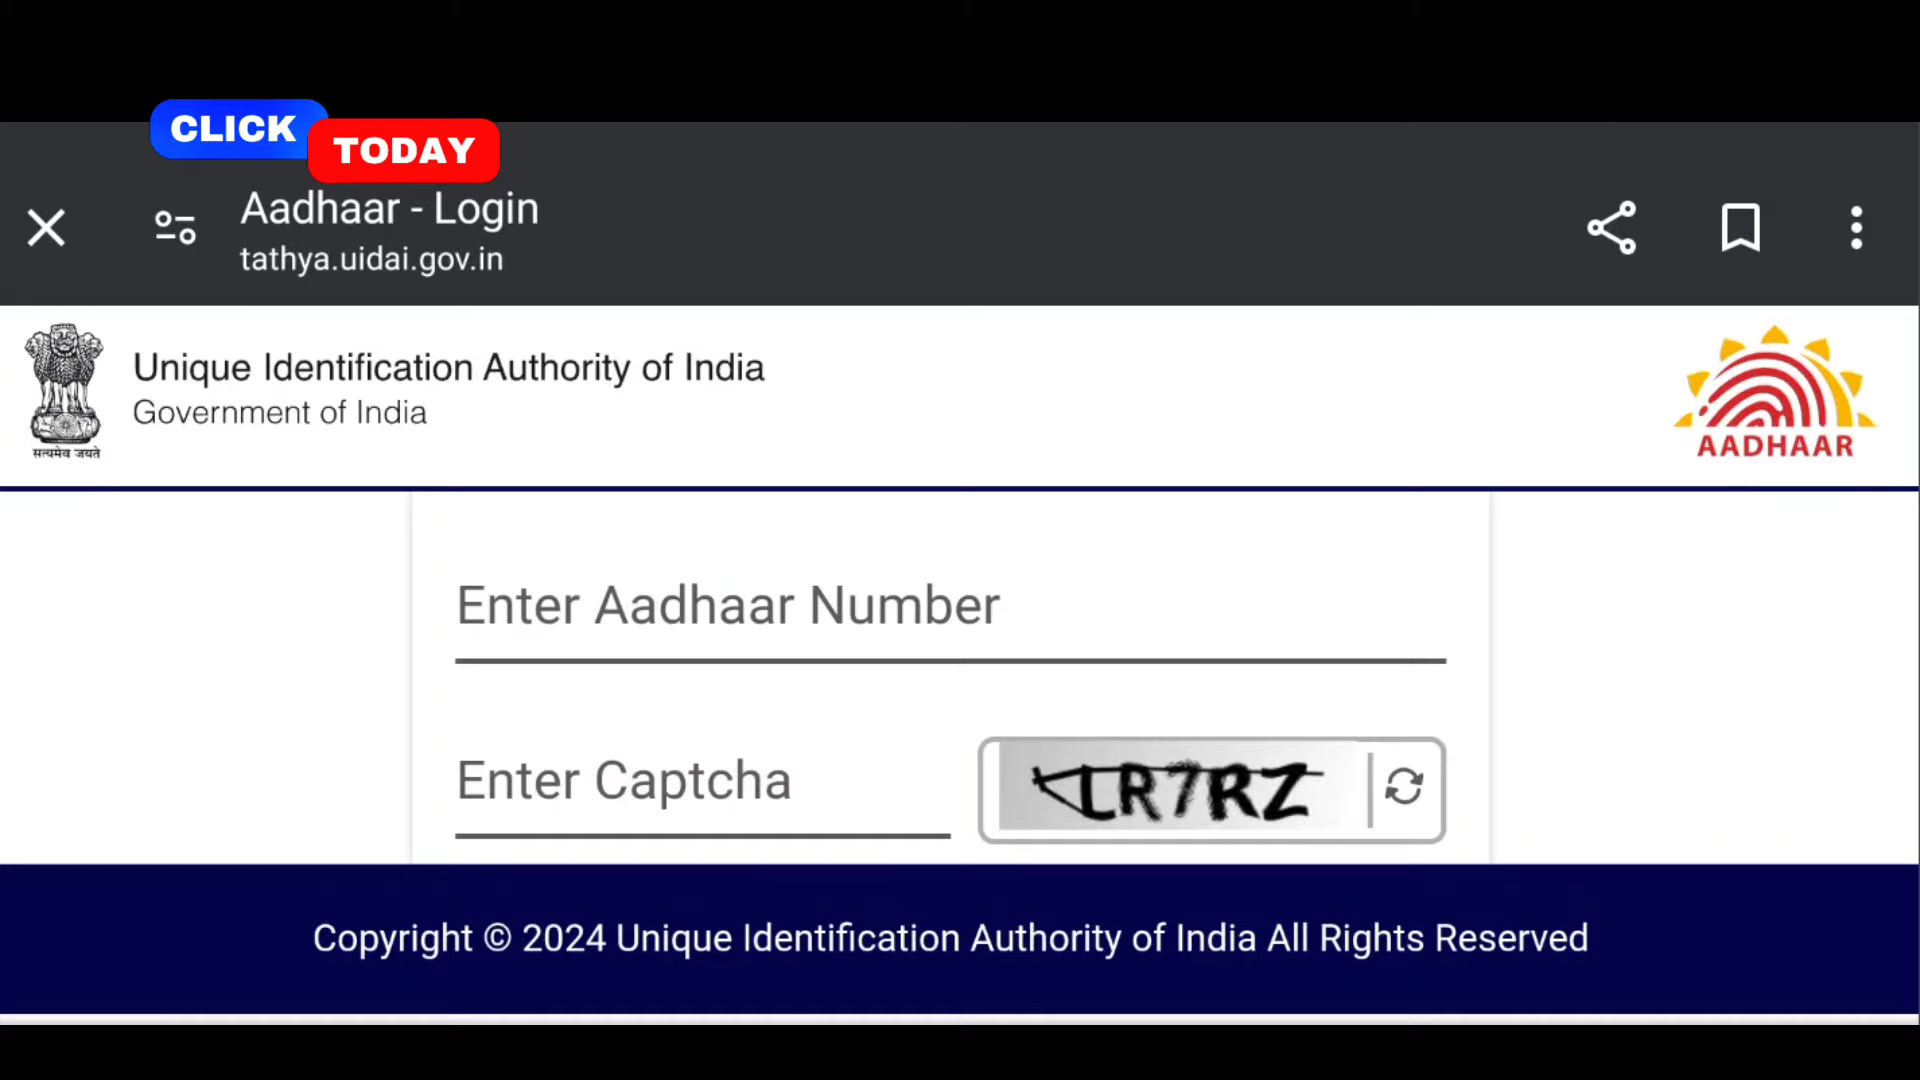 CLICK
TODAY
Aadhaar - Login
tathya.uidai.gov.in
Unique Identification Authority of India
Government of India
सत्यमेव जयते
AADHAAR
Enter Aadhaar Number
Enter Captcha
Copyright © 2024 Unique Identification Authority of India All Rights Reserved